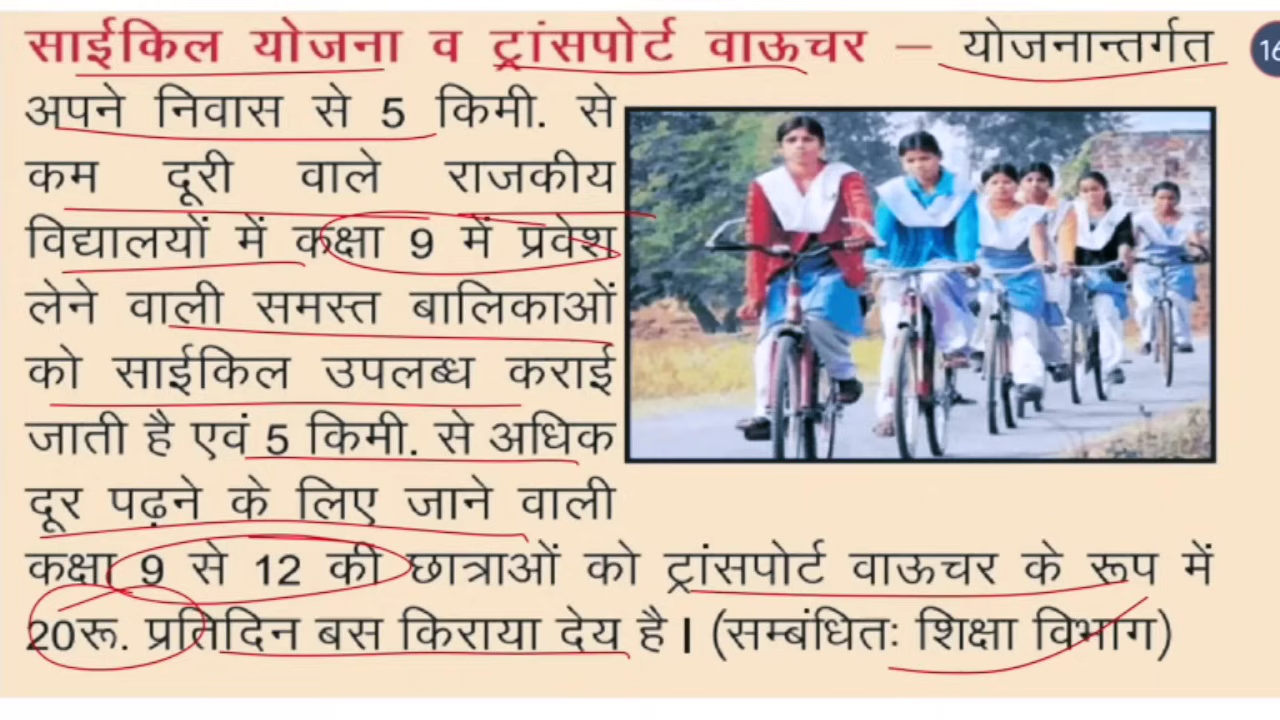 साईकिल योजना व ट्रांसपोर्ट वाऊचर – योजनान्तर्गत
16
अपने निवास से 5 किमी. से
कम दूरी वाले राजकीय
विद्यालयों में कक्षा 9 में प्रवेश
लेने वाली समस्त बालिकाओं
को साईकिल उपलब्ध कराई
जाती है एवं 5 किमी. से अधिक
दूर पढ़ने के लिए जाने वाली
कक्षा 9 से 12 की छात्राओं को ट्रांसपोर्ट वाऊचर के रूप में
20रू. प्रतिदिन बस किराया देय है । (सम्बंधितः शिक्षा विभाग)